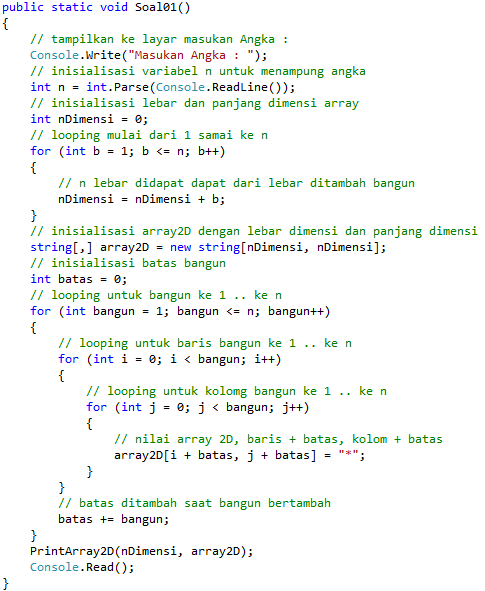 public static void Soal01()
{
    // tampilkan ke layar masukan Angka :
    Console.Write("Masukan Angka : ");
    // inisialisasi variabel n untuk menampung angka
    int n = int.Parse(Console.ReadLine());
    // inisialisasi lebar dan panjang dimensi array
    int nDimensi = 0;
    // looping mulai dari 1 samai ke n
    for (int b = 1; b <= n; b++)
    {
        // n lebar didapat dapat dari lebar ditambah bangun
        nDimensi = nDimensi + b;
    }
    // inisialisasi array2D dengan lebar dimensi dan panjang dimensi
    string[,] array2D = new string[nDimensi, nDimensi];
    // inisialisasi batas bangun
    int batas = 0;
    // looping untuk bangun ke 1 .. ke n
    for (int bangun = 1; bangun <= n; bangun++)
    {
        // looping untuk baris bangun ke 1 .. ke n
        for (int i = 0; i < bangun; i++)
        {
            // looping untuk kolomg bangun ke 1 .. ke n
            for (int j = 0; j < bangun; j++)
            {
                // nilai array 2D, baris + batas, kolom + batas
                array2D[i + batas, j + batas] = "*";
            }
        }
        // batas ditambah saat bangun bertambah
        batas += bangun;
    }
    PrintArray2D(nDimensi, array2D);
    Console.Read();
}